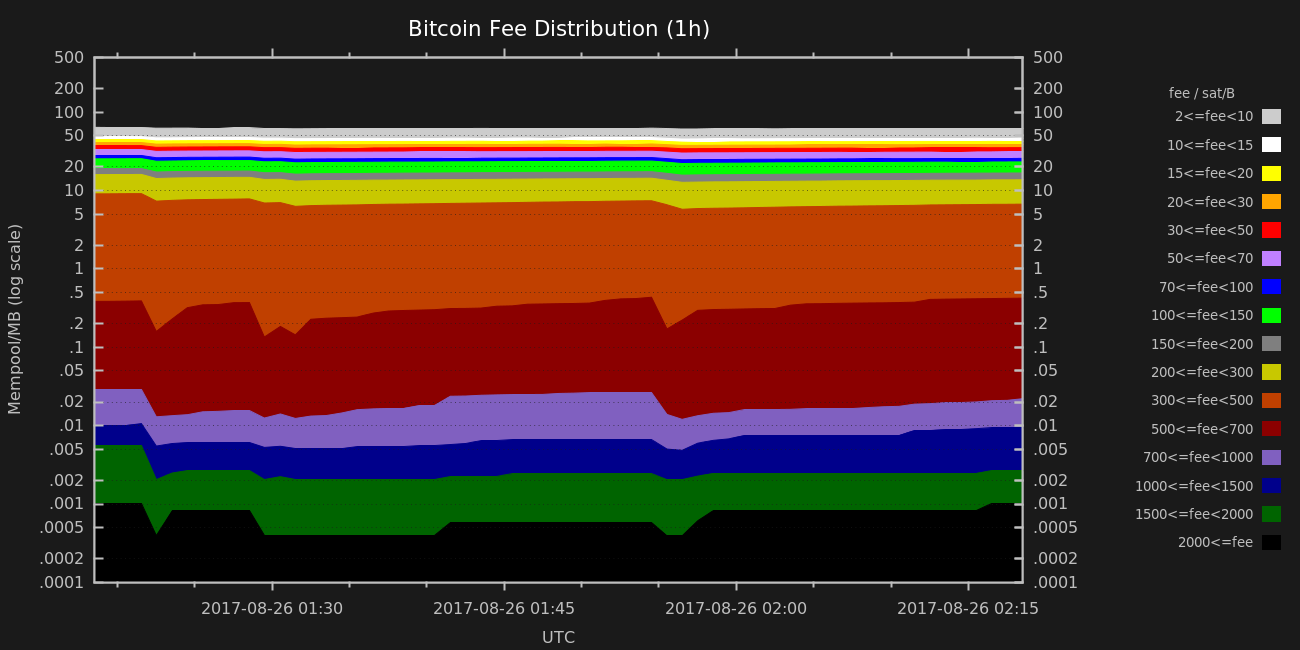 Bitcoin Fee Distribution (1h)
Mempool/MB (log scale)
500
200
100
50
20
10
5
2
1
.5
.2
.1
.05
.02
.01
.005
.002
.001
.0005
.0002
.0001
500
200
100
50
20
10
5
2
1
.5
.2
.1
.05
.02
.01
.005
.002
.001
.0005
.0002
.0001
2017-08-26 01:30 2017-08-26 01:45 2017-08-26 02:00 2017-08-26 02:15
UTC
fee / sat/B
2<=fee<10
10<=fee<15
15<=fee<20
20<=fee<30
30<=fee<50
50<=fee<70
70<=fee<100
100<=fee<150
150<=fee<200
200<=fee<300
300<=fee<500
500<=fee<700
700<=fee<1000
1000<=fee<1500
1500<=fee<2000
2000<=fee